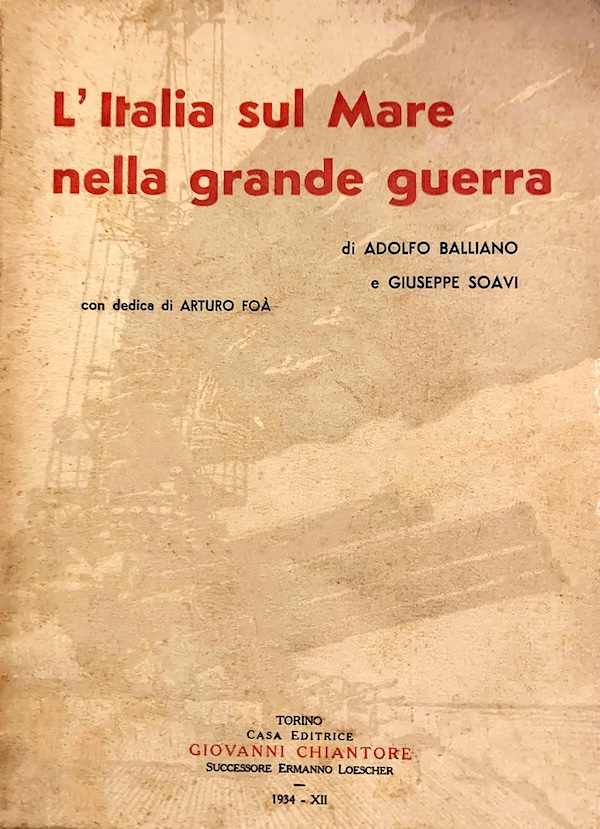 L'Italia sul Mare
nella grande guerra
di ADOLFO BALLIANO
e GIUSEPPE SOAVI
con dedica di ARTURO FOÀ
TORINO
CASA EDITRICE
GIOVANNI CHIANTORE
SUCCESSORE ERMANNO LOESCHER
1934 - XII